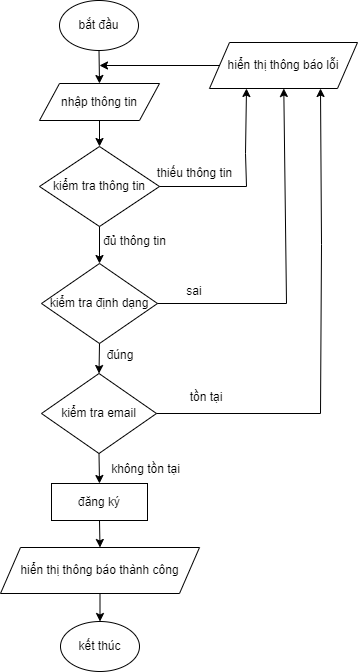 bắt đầu
hiển thị thông báo lỗi
nhập thông tin
thiếu thông tin
kiểm tra thông tin
đủ thông tin
sai
kiểm tra định dạng
đúng
tồn tại
kiểm tra email
không tồn tại
đăng ký
hiển thị thông báo thành công
kết thúc